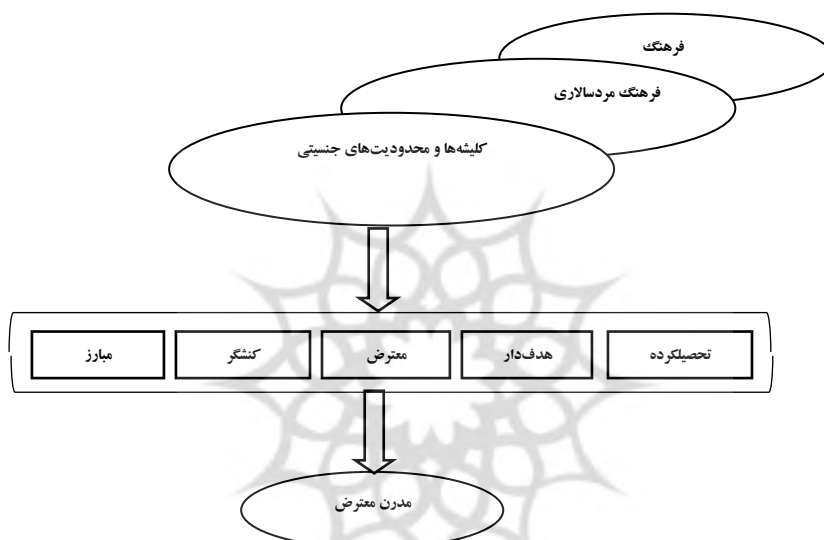 فرهنگ
فرهنگ مردسالاری
کلیشه‌ها و محدودیت‌های جنسیتی
تحصیلکرده
هدف‌دار
معترض
کنشگر
مبارز
مدرن معترض